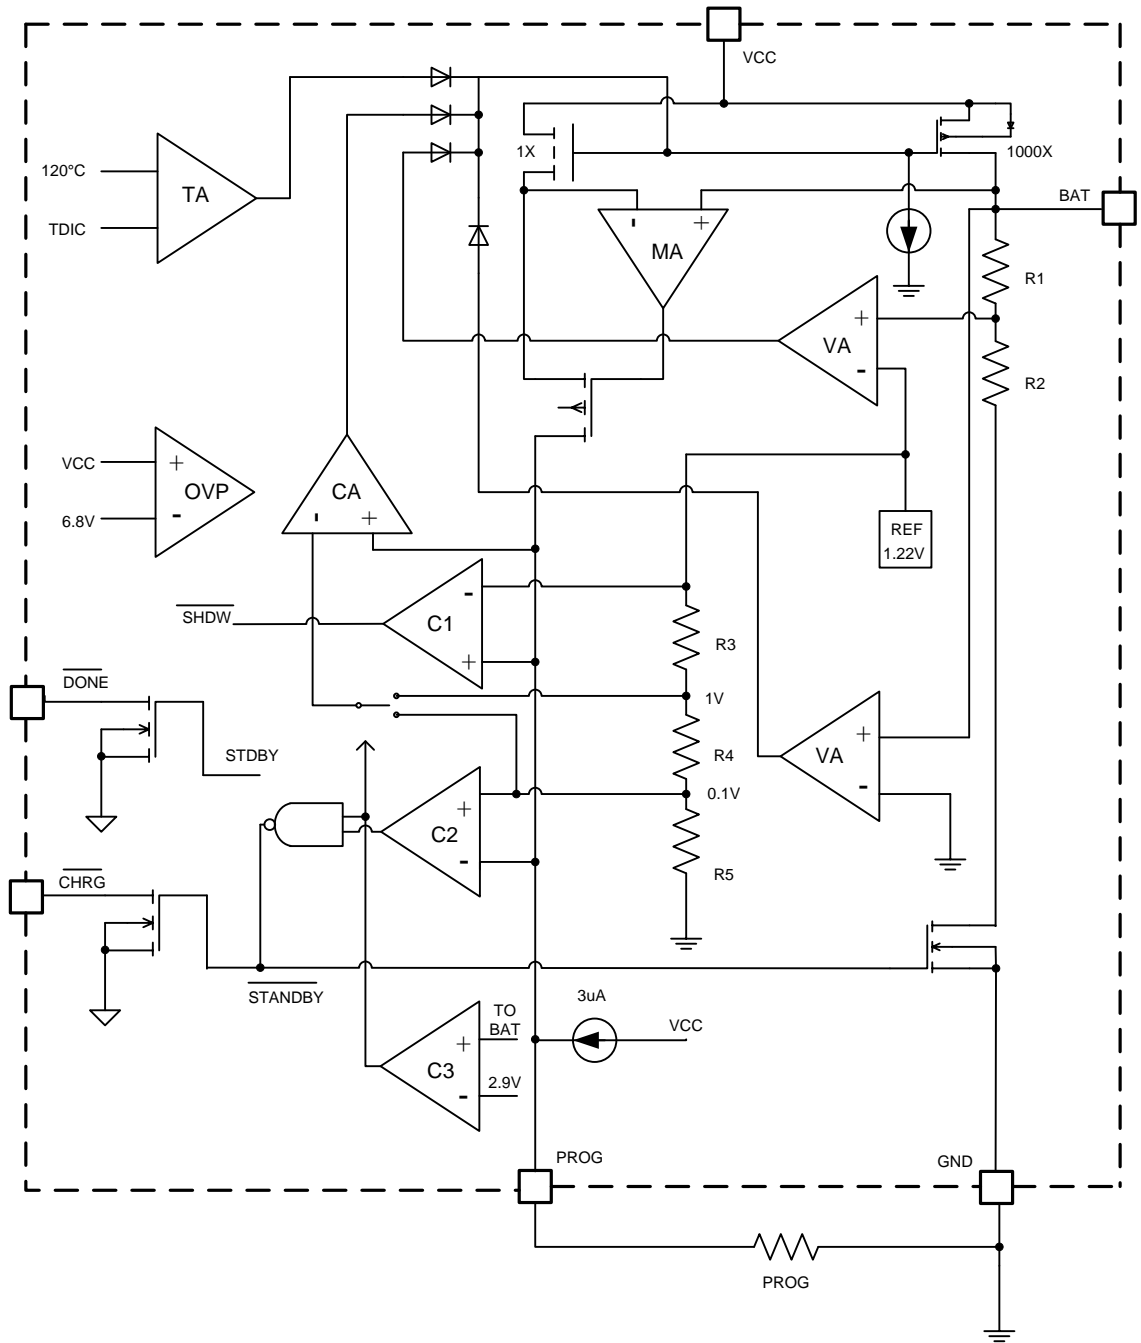 VCC
1X
1000X
120°C
TA
TDIC
BAT
-
+
MA
R1
+
VA
-
R2
VCC
+
OVP
6.8V
-
CA
-
+
REF
1.22V
SHDW
-
C1
+
R3
DONE
1V
STDBY
R4
+
VA
-
0.1V
+
C2
-
CHRG
R5
STANDBY
3uA
TO
BAT
VCC
+
C3
2.9V
-
PROG
GND
PROG